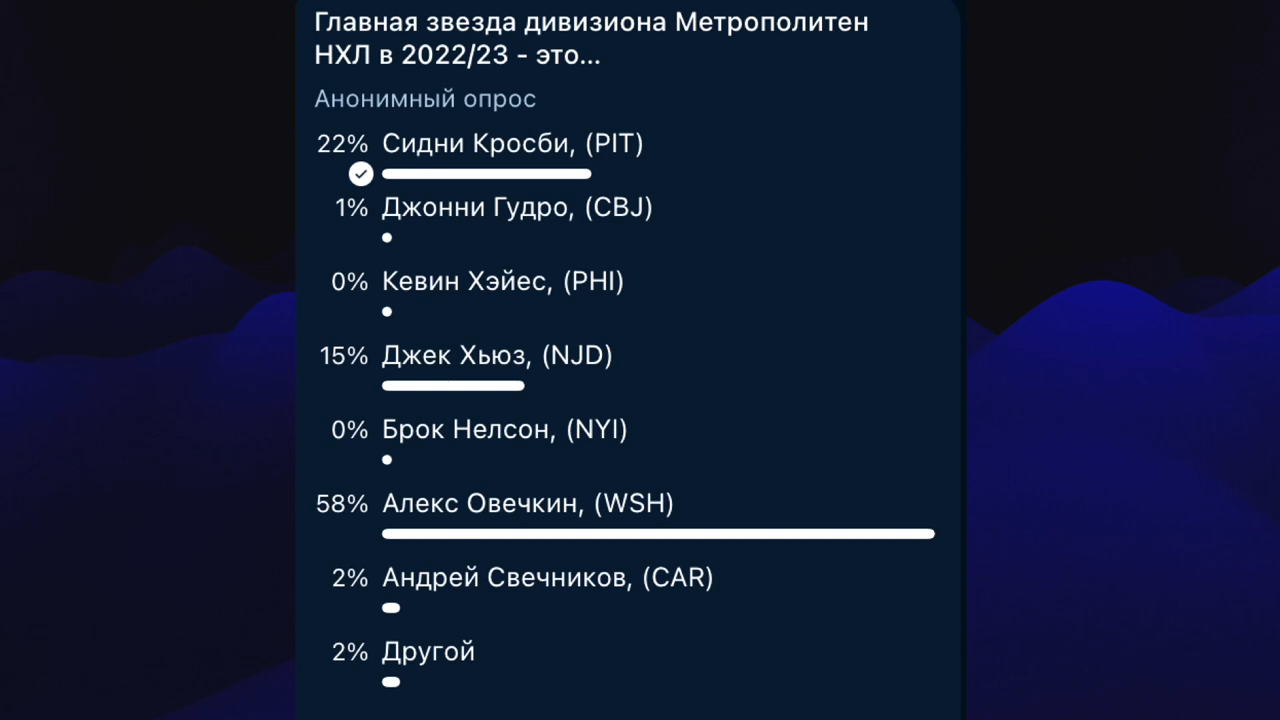 Главная звезда дивизиона Метрополитен
НХЛ в 2022/23 - это...
Анонимный опрос
22% Сидни Кросби, (PIT)
1% Джонни Гудро, (CBJ)
0% Кевин Хэйес, (PHI)
15% Джек Хьюз, (NJD)
0% Брок Нелсон, (NYI)
58% Алекс Овечкин, (WSH)
2% Андрей Свечников, (CAR)
2% Другой